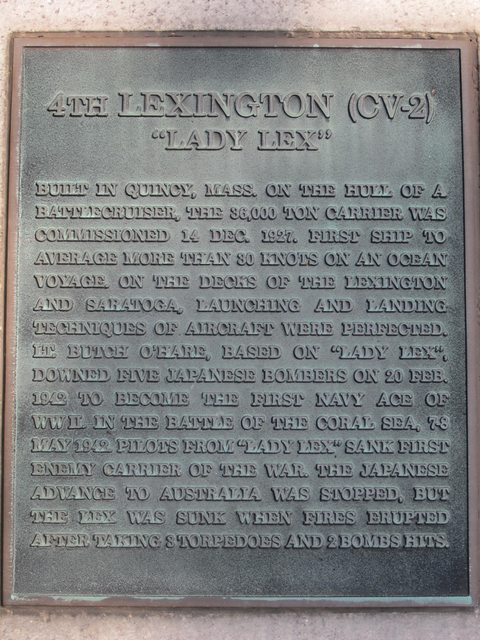 4TH LEXINGTON (CV-2)
"LADY LEX"
BUILT IN QUINCY, MASS. ON THE HULL OF A
BATTLECRUISER, THE 36,000 TON CARRIER WAS
COMMISSIONED 14 DEC. 1927. FIRST SHIP TO
AVERAGE MORE THAN 30 KNOTS ON AN OCEAN
VOYAGE. ON THE DECKS OF THE LEXINGTON
AND SARATOGA, LAUNCHING AND LANDING
TECHNIQUES OF AIRCRAFT WERE PERFECTED.
LT. BUTCH O'HARE, BASED ON "LADY LEX",
DOWNED FIVE JAPANESE BOMBERS ON 20 FEB.
1942 TO BECOME THE FIRST NAVY ACE OF
WW II. IN THE BATTLE OF THE CORAL SEA, 7-8
MAY 1942 PILOTS FROM "LADY LEX" SANK FIRST
ENEMY CARRIER OF THE WAR. THE JAPANESE
ADVANCE TO AUSTRALIA WAS STOPPED, BUT
THE LEX WAS SUNK WHEN FIRES ERUPTED
AFTER TAKING 3 TORPEDOES AND 2 BOMBS HITS.